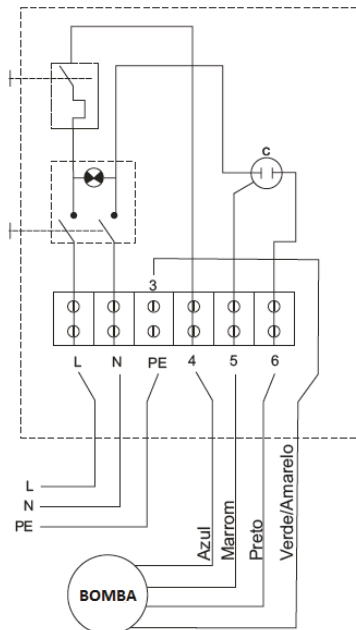 C
3
L N PE 4 5 6
L
N
PE
Azul
Marrom
Preto
Verde/Amarelo
BOMBA